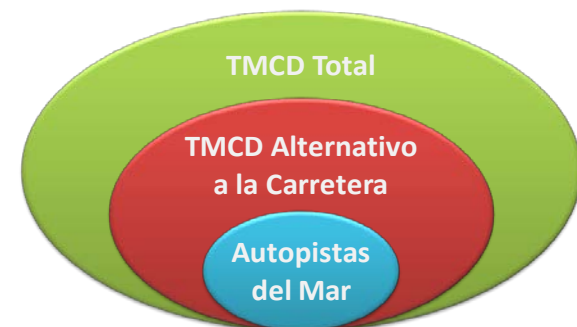 TMCD Total
TMCD Alternativo
a la Carretera
Autopistas
del Mar